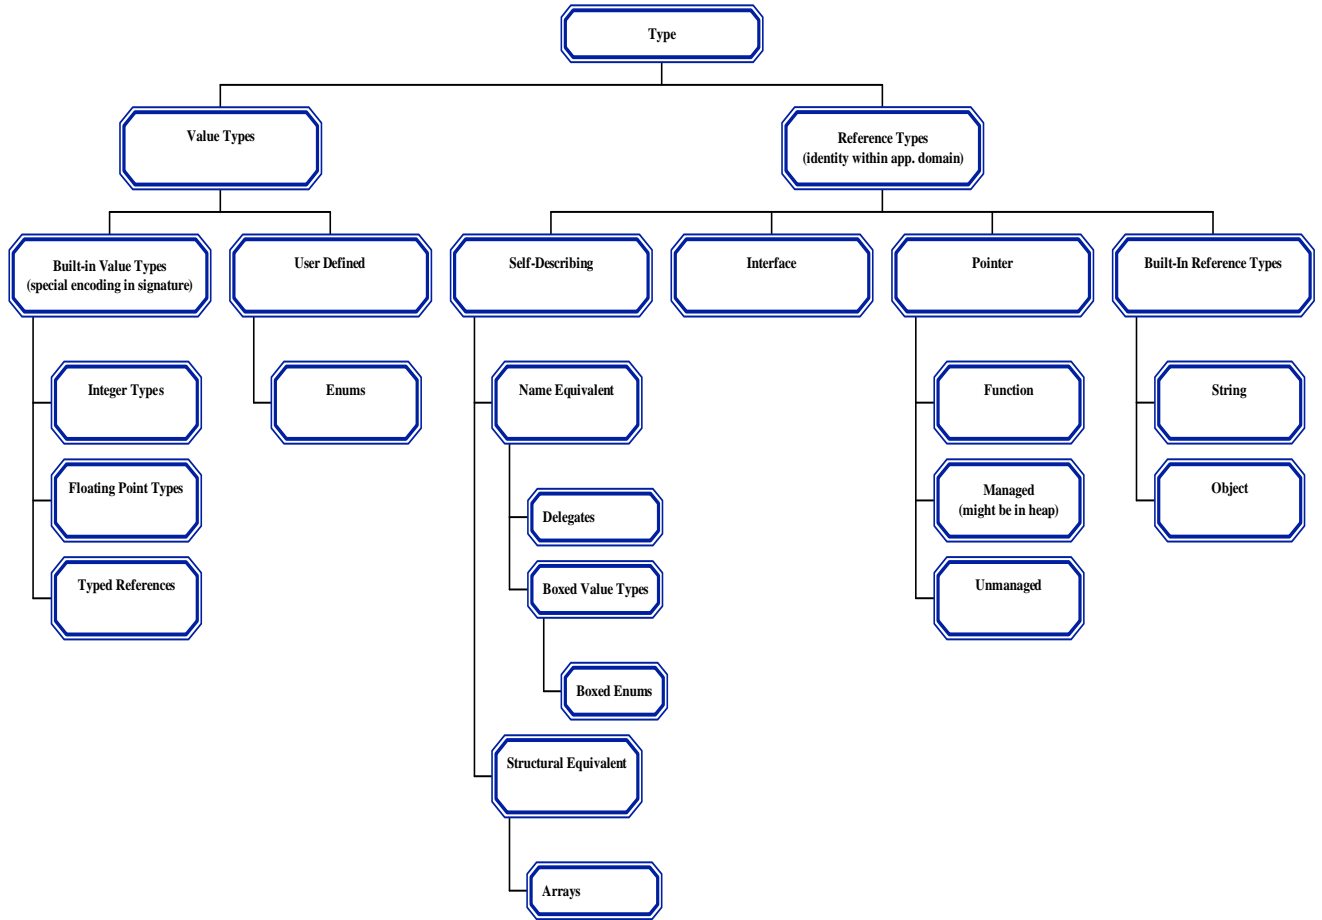 Type
Value Types
Reference Types
(identity within app. domain)
Built-in Value Types
(special encoding in signature)
User Defined
Self-Describing
Interface
Pointer
Built-In Reference Types
Integer Types
Enums
Name Equivalent
Function
String
Floating Point Types
Managed
(might be in heap)
Object
Delegates
Typed References
Boxed Value Types
Unmanaged
Boxed Enums
Structural Equivalent
Arrays